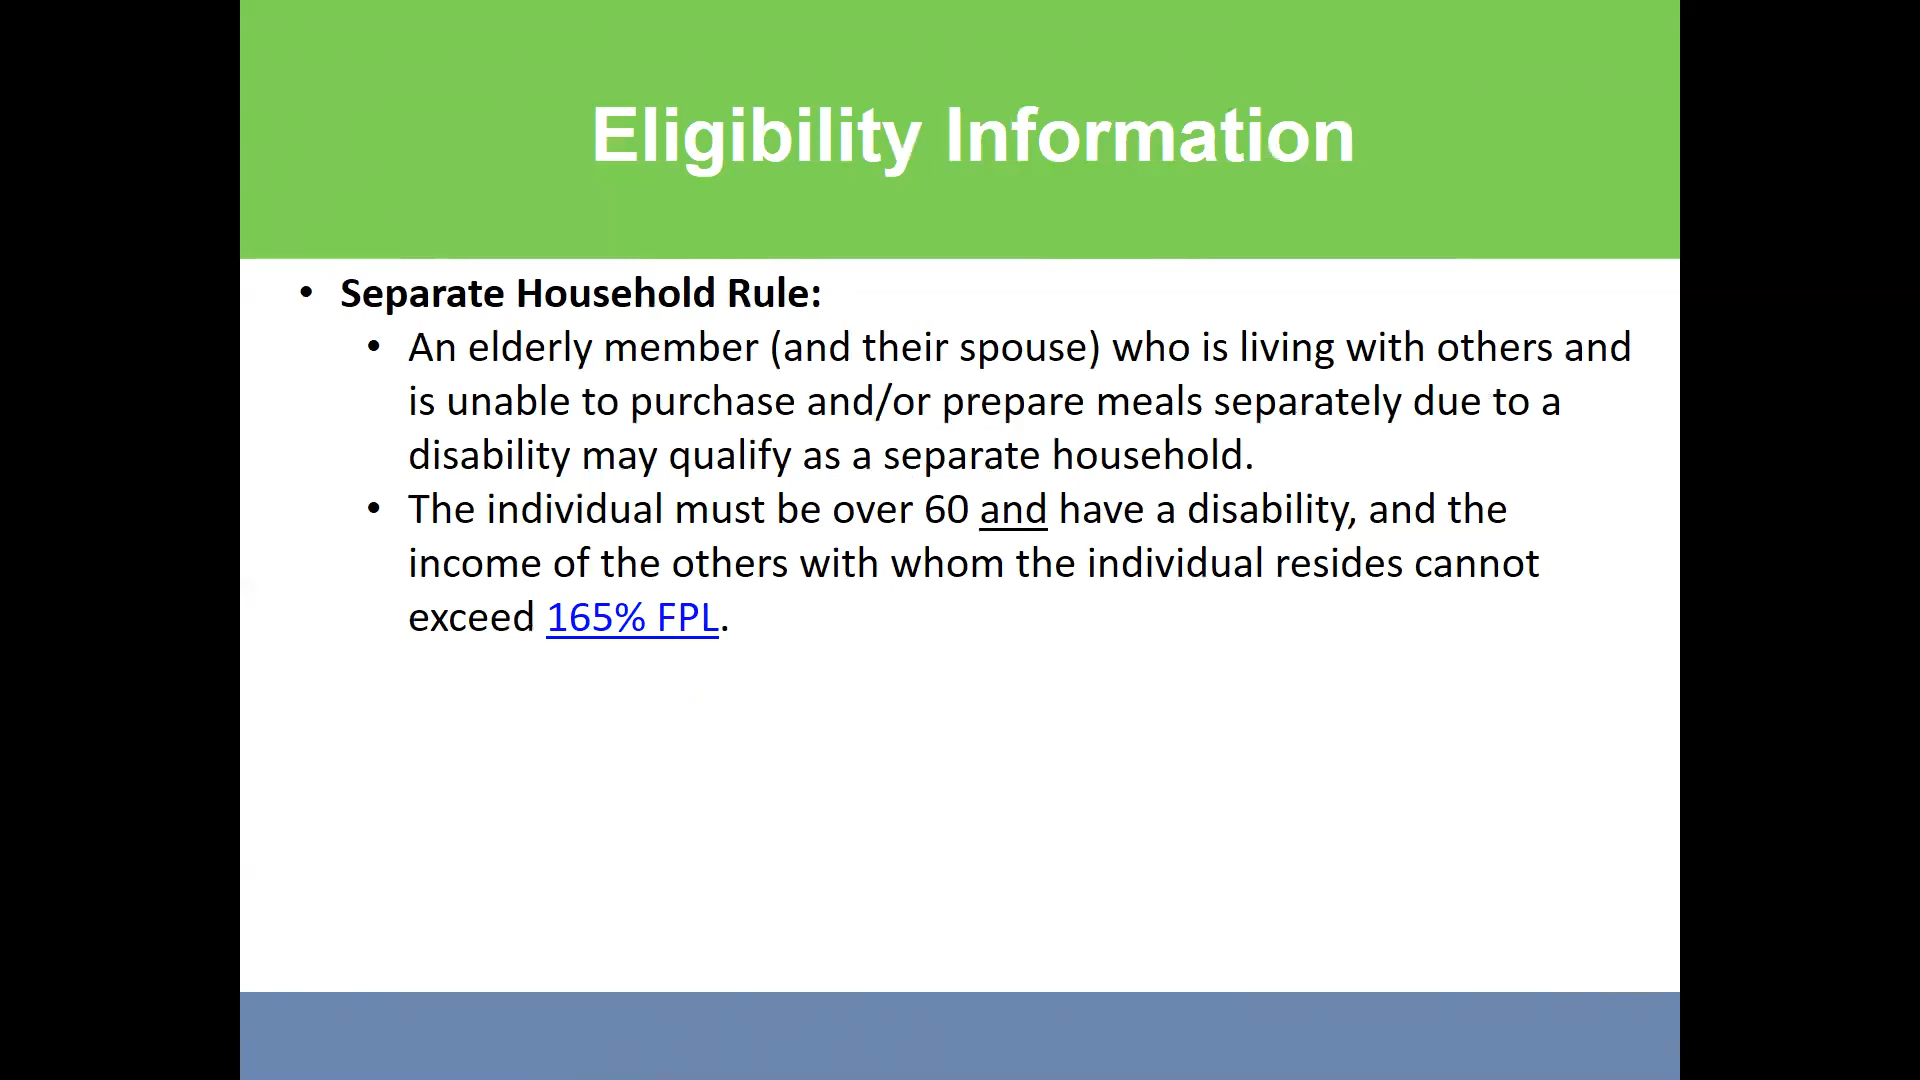 Eligibility Information
• Separate Household Rule:
• An elderly member (and their spouse) who is living with others and
is unable to purchase and/or prepare meals separately due to a
disability may qualify as a separate household.
• The individual must be over 60 and have a disability, and the
income of the others with whom the individual resides cannot
exceed 165% FPL.